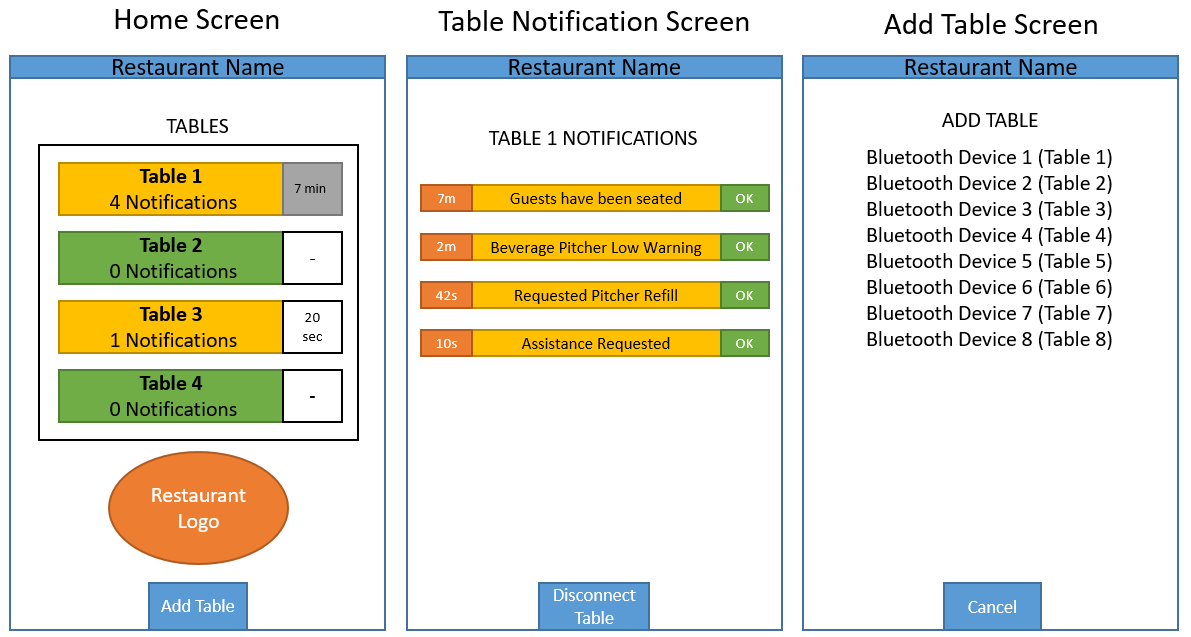 Home Screen
Restaurant Name
TABLES
Table 1
4 Notifications
7 min
Table 2
0 Notifications
-
Table 3
1 Notifications
20
sec
Table 4
0 Notifications
-
Restaurant
Logo
Add Table
Table Notification Screen
Restaurant Name
TABLE 1 NOTIFICATIONS
7m Guests have been seated OK
2m Beverage Pitcher Low Warning OK
42s Requested Pitcher Refill OK
10s Assistance Requested OK
Disconnect
Table
Add Table Screen
Restaurant Name
ADD TABLE
Bluetooth Device 1 (Table 1)
Bluetooth Device 2 (Table 2)
Bluetooth Device 3 (Table 3)
Bluetooth Device 4 (Table 4)
Bluetooth Device 5 (Table 5)
Bluetooth Device 6 (Table 6)
Bluetooth Device 7 (Table 7)
Bluetooth Device 8 (Table 8)
Cancel